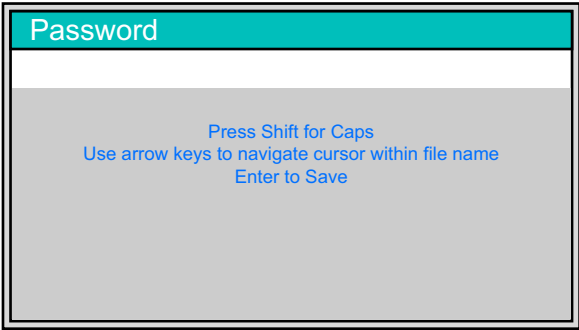 Password
Press Shift for Caps
Use arrow keys to navigate cursor within file name
Enter to Save